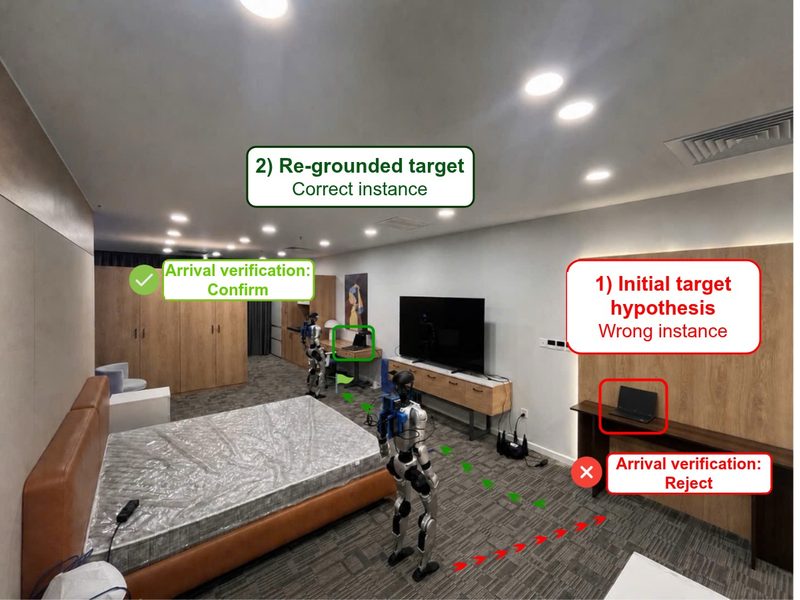 2) Re-grounded target
Correct instance
Arrival verification:
Confirm
1) Initial target
hypothesis
Wrong instance
Arrival verification:
Reject